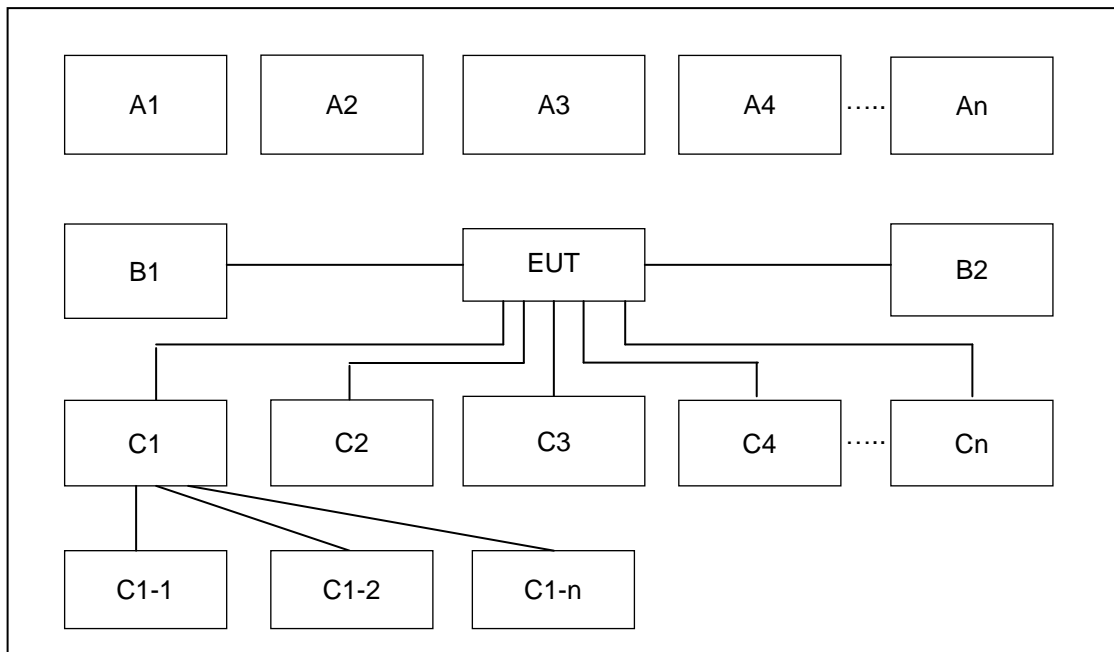 A1 A2 A3 A4 ..... An
B1 EUT B2
C1 C2 C3 C4 ..... Cn
C1-1 C1-2 C1-n